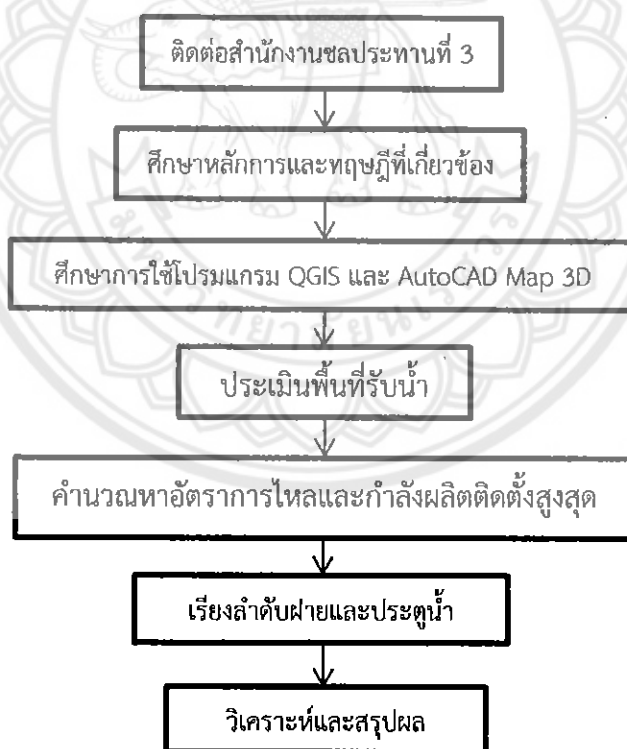 ติดต่อสำนักงานชลประทานที่ 3
ศึกษาหลักการและทฤษฎีที่เกี่ยวข้อง
ศึกษาการใช้โปรมแกรม QGIS และ AutoCAD Map 3D
ประเมินพื้นที่รับน้ำ
คำนวณหาอัตราการไหลและกำลังผลิตติดตั้งสูงสุด
เรียงลำดับฝายและประตูน้ำ
วิเคราะห์และสรุปผล